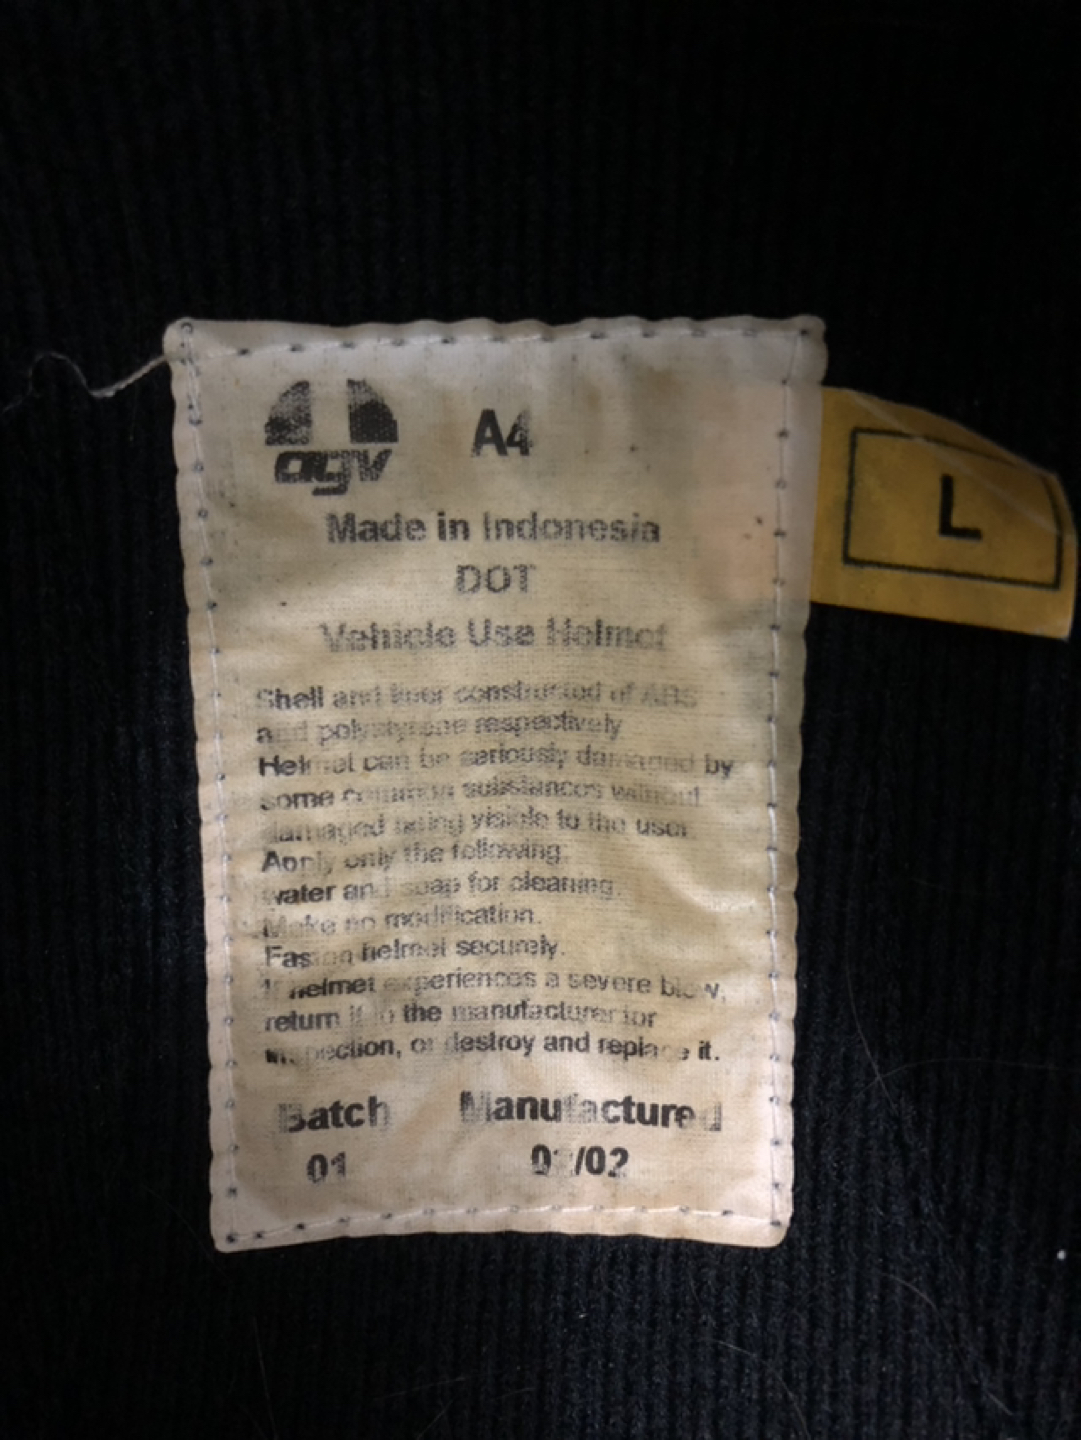 agv
A4
L
Made in Indonesia
DOT
Vehicle Use Helmet
Shell and liner constructed of ABS
and polystyrene respectively
Helmet can be seriously damaged by
some common substances without
damaged being visible to the user
Apply only the following:
water and soap for cleaning.
Make no modification.
Fasten helmet securely.
If helmet experiences a severe blow,
return it to the manufacturer for
inspection, or destroy and replace it.
Batch Manufactured
01